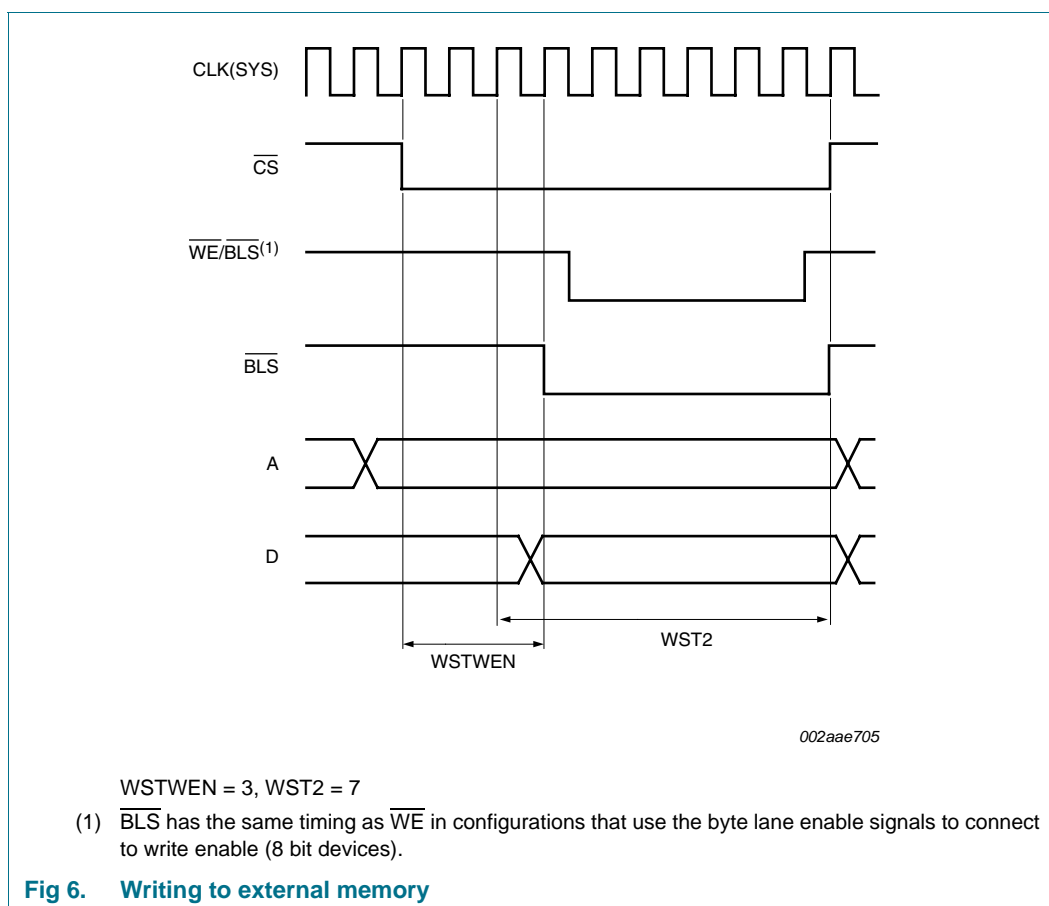 CLK(SYS)
CS
WE/BLS(1)
BLS
A
D
WST2
WSTWEN
002aae705
WSTWEN = 3, WST2 = 7
(1) BLS has the same timing as WE in configurations that use the byte lane enable signals to connect
to write enable (8 bit devices).
Fig 6. Writing to external memory